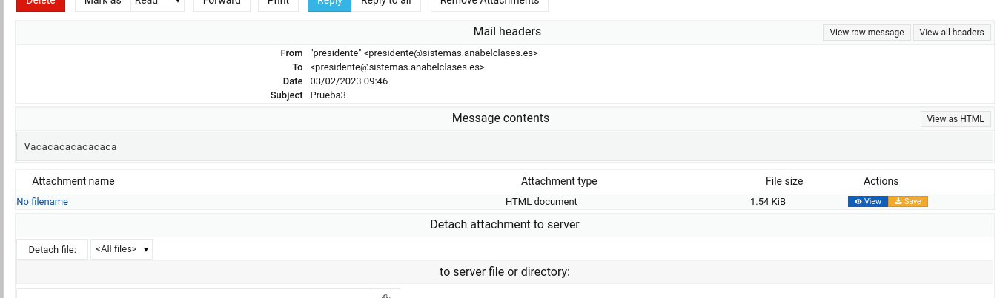 Delete Mark as Read Forward Print Reply Reply to all Remove Attachments
Mail headers View raw message View all headers
From "presidente" <presidente@sistemas.anabelclases.es>
To <presidente@sistemas.anabelclases.es>
Date 03/02/2023 09:46
Subject Prueba3
Message contents View as HTML
Vacacacacacacaca
Attachment name Attachment type File size Actions
No filename HTML document 1.54 KiB View Save
Detach attachment to server
Detach file: <All files>
to server file or directory: